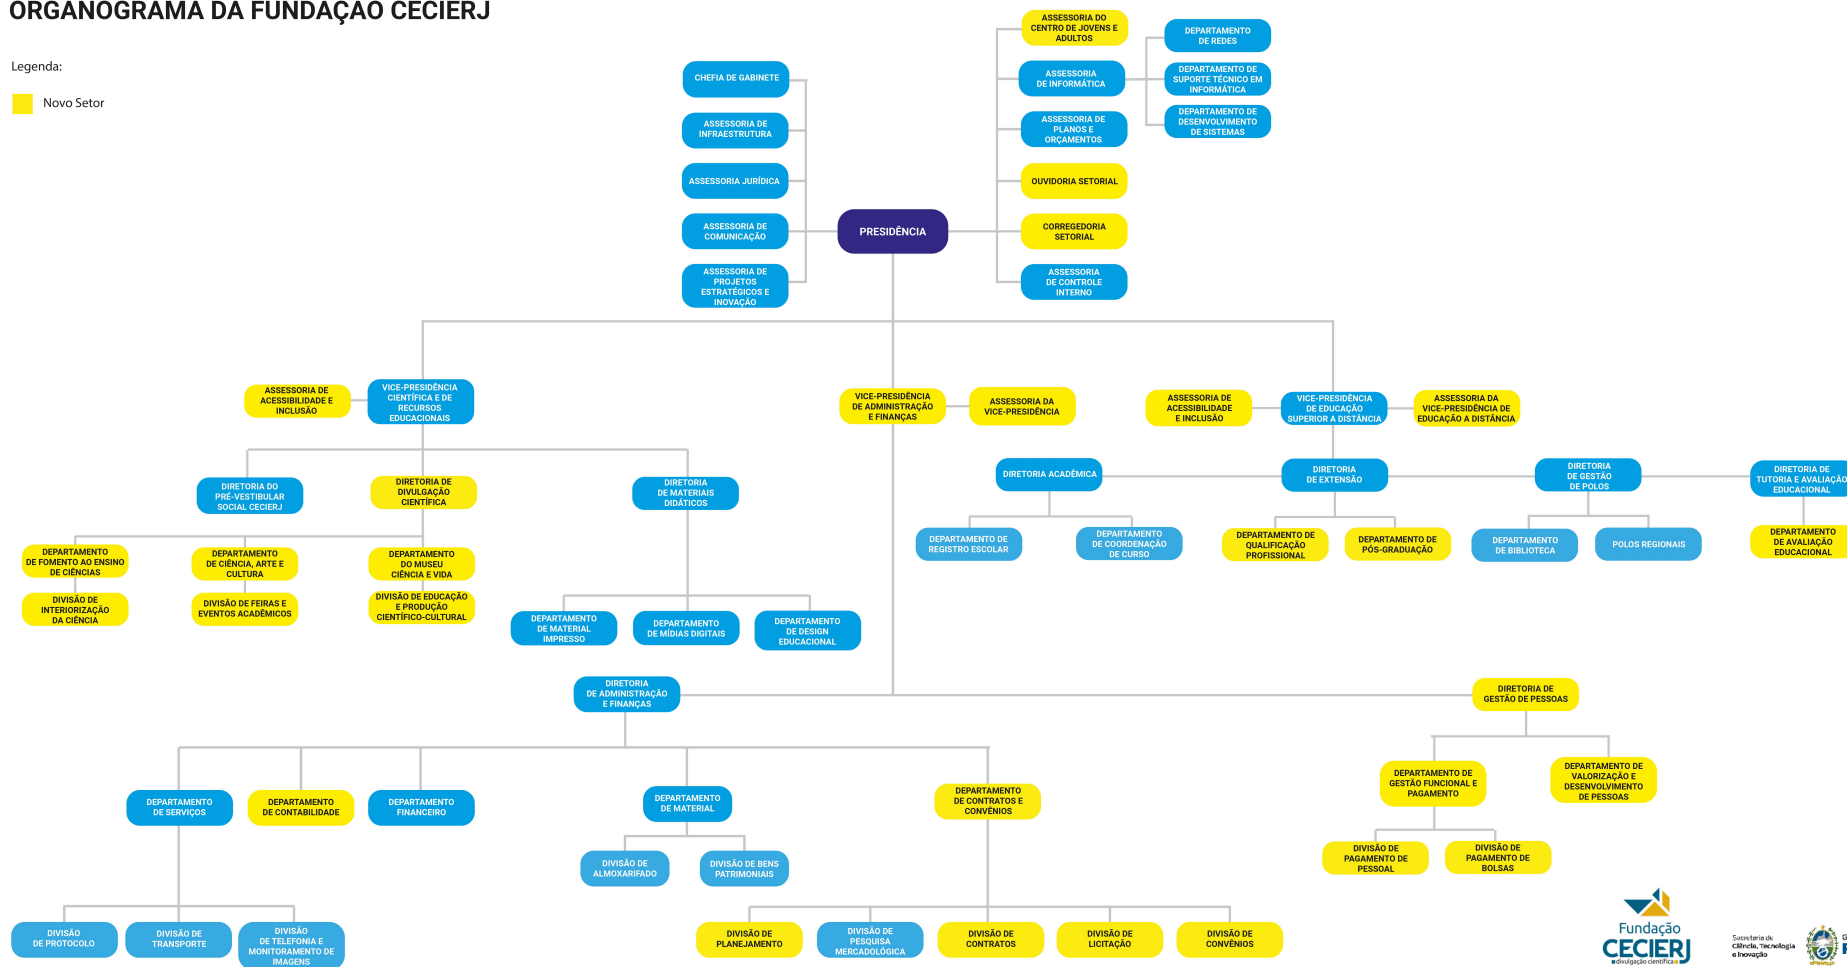 ORGANOGRAMA DA FUNDAÇÃO CECIERJ
Legenda:
Novo Setor
CHEFIA DE GABINETE
ASSESSORIA DE
INFRAESTRUTURA
ASSESSORIA JURÍDICA
ASSESSORIA DE
COMUNICAÇÃO
ASSESSORIA DE
PROJETOS
ESTRATÉGICOS E
INOVAÇÃO
PRESIDÊNCIA
ASSESSORIA DO
CENTRO DE JOVENS E
ADULTOS
ASSESSORIA
DE INFORMÁTICA
ASSESSORIA DE
PLANOS E
ORÇAMENTOS
OUVIDORIA SETORIAL
CORREGEDORIA
SETORIAL
ASSESSORIA
DE CONTROLE
INTERNO
DEPARTAMENTO
DE REDES
DEPARTAMENTO DE
SUPORTE TÉCNICO EM
INFORMÁTICA
DEPARTAMENTO DE
DESENVOLVIMENTO
DE SISTEMAS
ASSESSORIA DE
ACESSIBILIDADE E
INCLUSÃO
VICE-PRESIDÊNCIA
CIENTÍFICA E DE
RECURSOS
EDUCACIONAIS
VICE-PRESIDÊNCIA
DE ADMINISTRAÇÃO
E FINANÇAS
ASSESSORIA DA
VICE-PRESIDÊNCIA
ASSESSORIA DE
ACESSIBILIDADE
E INCLUSÃO
VICE-PRESIDÊNCIA
DE EDUCAÇÃO
SUPERIOR A DISTÂNCIA
ASSESSORIA DA
VICE-PRESIDÊNCIA DE
EDUCAÇÃO A DISTÂNCIA
DIRETORIA DO
PRÉ-VESTIBULAR
SOCIAL CECIERJ
DIRETORIA DE
DIVULGAÇÃO
CIENTÍFICA
DIRETORIA
DE MATERIAIS
DIDÁTICOS
DIRETORIA ACADÊMICA
DIRETORIA
DE EXTENSÃO
DIRETORIA
DE GESTÃO
DE POLOS
DIRETORIA DE
TUTORIA E AVALIAÇÃO
EDUCACIONAL
DEPARTAMENTO
DE FOMENTO AO ENSINO
DE CIÊNCIAS
DEPARTAMENTO
DE CIÊNCIA, ARTE E
CULTURA
DEPARTAMENTO
DO MUSEU
CIÊNCIA E VIDA
DEPARTAMENTO DE
REGISTRO ESCOLAR
DEPARTAMENTO
DE COORDENAÇÃO
DE CURSO
DEPARTAMENTO DE
QUALIFICAÇÃO
PROFISSIONAL
DEPARTAMENTO DE
PÓS-GRADUAÇÃO
DEPARTAMENTO
DE BIBLIOTECA
POLOS REGIONAIS
DEPARTAMENTO
DE AVALIAÇÃO
EDUCACIONAL
DIVISÃO DE
INTERIORIZAÇÃO
DA CIÊNCIA
DIVISÃO DE FEIRAS E
EVENTOS ACADÊMICOS
DIVISÃO DE EDUCAÇÃO
E PRODUÇÃO
CIENTÍFICO-CULTURAL
DEPARTAMENTO
DE MATERIAL
IMPRESSO
DEPARTAMENTO
DE MÍDIAS DIGITAIS
DEPARTAMENTO
DE DESIGN
EDUCACIONAL
DIRETORIA
DE ADMINISTRAÇÃO
E FINANÇAS
DIRETORIA DE
GESTÃO DE PESSOAS
DEPARTAMENTO
DE SERVIÇOS
DEPARTAMENTO
DE CONTABILIDADE
DEPARTAMENTO
FINANCEIRO
DEPARTAMENTO
DE MATERIAL
DEPARTAMENTO
DE CONTRATOS E
CONVÊNIOS
DEPARTAMENTO DE
GESTÃO FUNCIONAL E
PAGAMENTO
DEPARTAMENTO DE
VALORIZAÇÃO E
DESENVOLVIMENTO
DE PESSOAS
DIVISÃO DE
ALMOXARIFADO
DIVISÃO DE BENS
PATRIMONIAIS
DIVISÃO DE
PAGAMENTO DE
PESSOAL
DIVISÃO DE
PAGAMENTO DE
BOLSAS
DIVISÃO
DE PROTOCOLO
DIVISÃO DE
TRANSPORTE
DIVISÃO
DE TELEFONIA E
MONITORAMENTO DE
IMAGENS
DIVISÃO DE
PLANEJAMENTO
DIVISÃO DE
PESQUISA
MERCADOLÓGICA
DIVISÃO DE
CONTRATOS
DIVISÃO DE
LICITAÇÃO
DIVISÃO DE
CONVÊNIOS
Fundação
CECIERJ
divulgação científica
Secretaria de
Ciência, Tecnologia
e Inovação